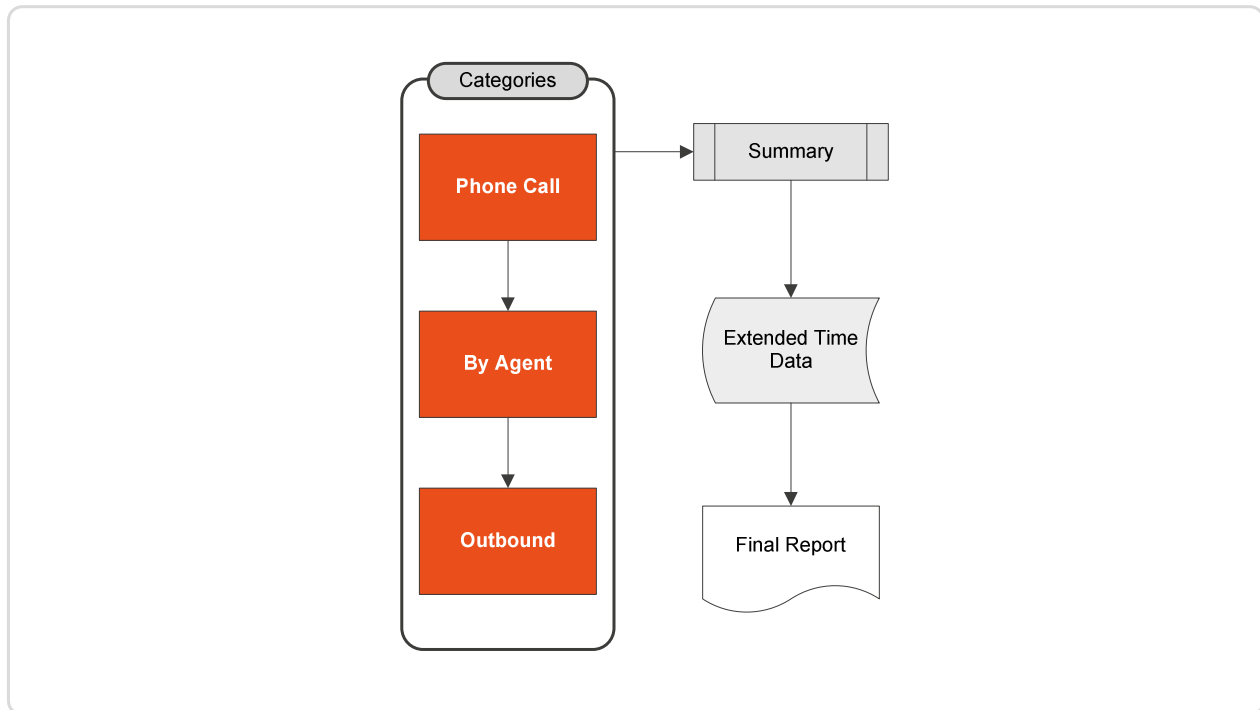 Categories
Phone Call
By Agent
Outbound
Summary
Extended Time
Data
Final Report